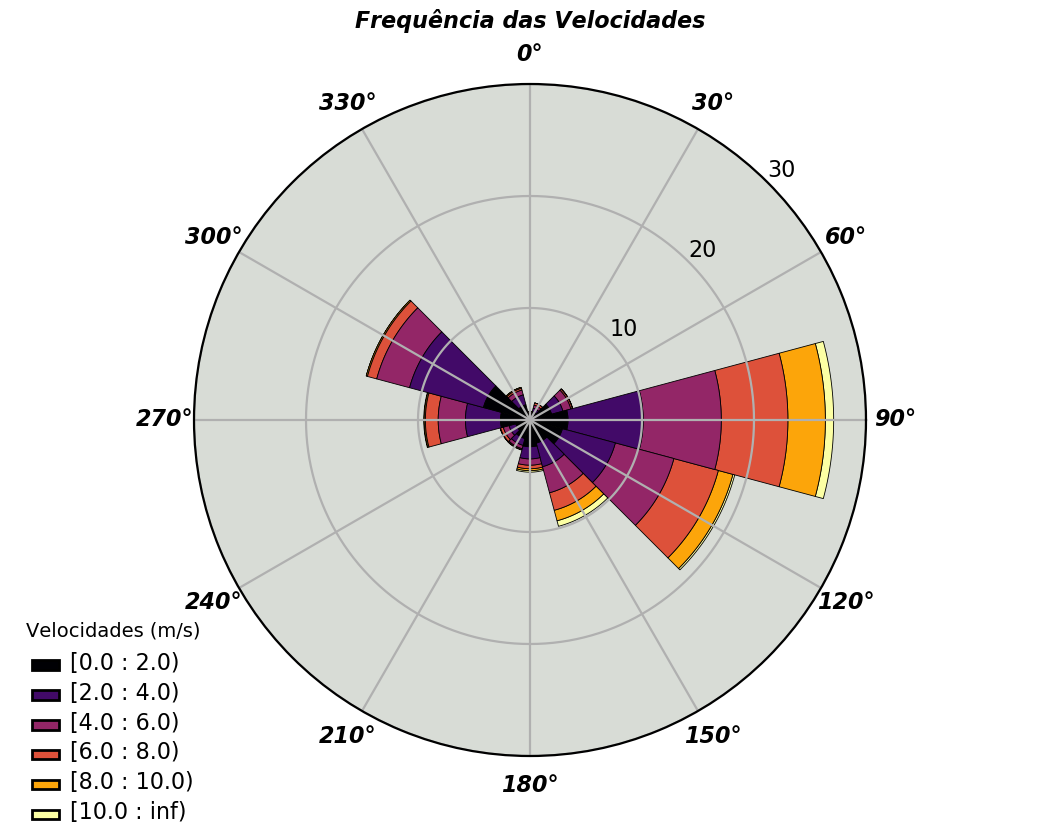 Frequência das Velocidades
0°
330°
30°
30
300°
60°
20
10
270°
90°
240°
120°
Velocidades (m/s)
[0.0 : 2.0)
[2.0 : 4.0)
[4.0 : 6.0)
210°
150°
[6.0 : 8.0)
180°
[8.0 : 10.0)
[10.0 : inf)